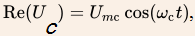 Re(U_c) = U_mc cos(ω_c t),